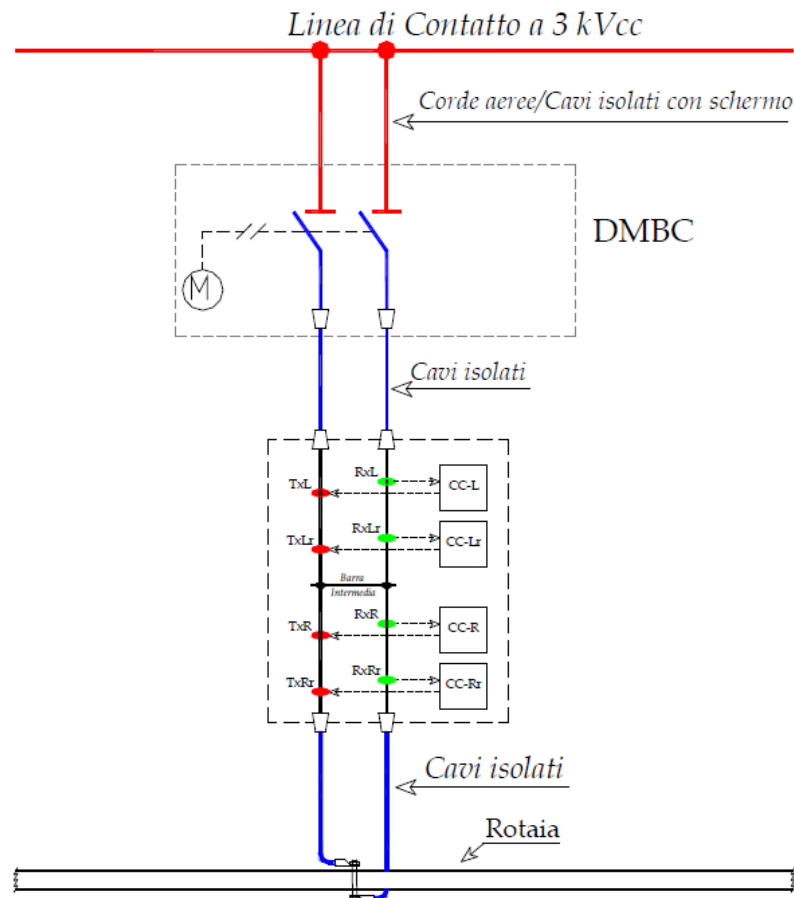 Linea di Contatto a 3 kVcc
Corde aeree/Cavi isolati con schermo
DMBC
M
Cavi isolati
RxL
TxL
CC-L
RxLr
TxLr
CC-Lr
Barra
Intermedia
RxR
TxR
CC-R
RxRr
TxRr
CC-Rr
Cavi isolati
Rotaia